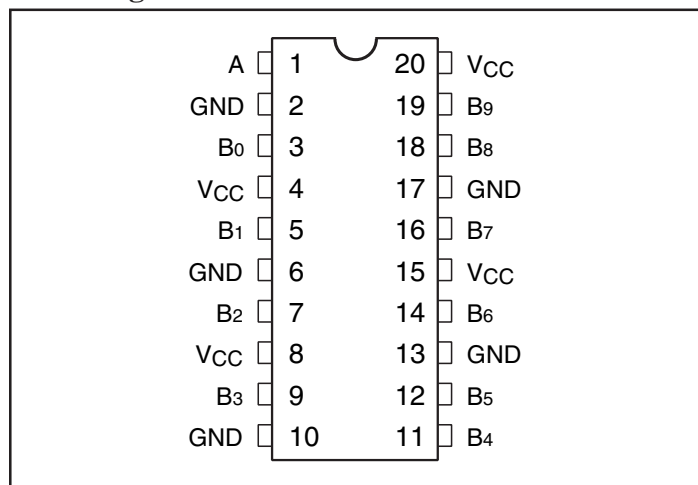 A 1 20 VCC
GND 2 19 B9
B0 3 18 B8
VCC 4 17 GND
B1 5 16 B7
GND 6 15 VCC
B2 7 14 B6
VCC 8 13 GND
B3 9 12 B5
GND 10 11 B4